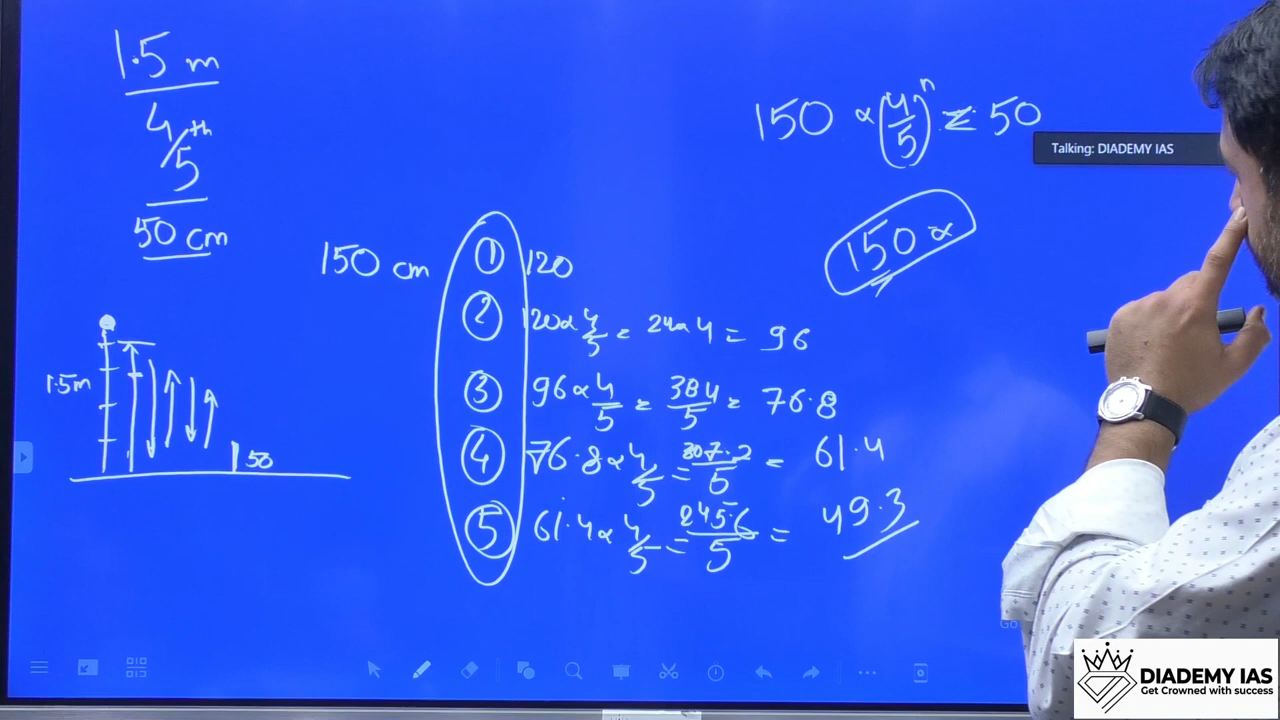 1.5 m
4/5 th
50 cm
150 ∝ (4/5)^n < 50
Talking: DIADEMY IAS
150 ∝
150 cm
① 120
② 120 ∝ 4/5 = 24 ∝ 4 = 96
③ 96 ∝ 4/5 = 384/5 = 76.8
④ 76.8 ∝ 4/5 = 307.2/5 = 61.4
⑤ 61.4 ∝ 4/5 = 245.6/5 = 49.3
1.5m
50
DIADEMY IAS
Get Crowned with success